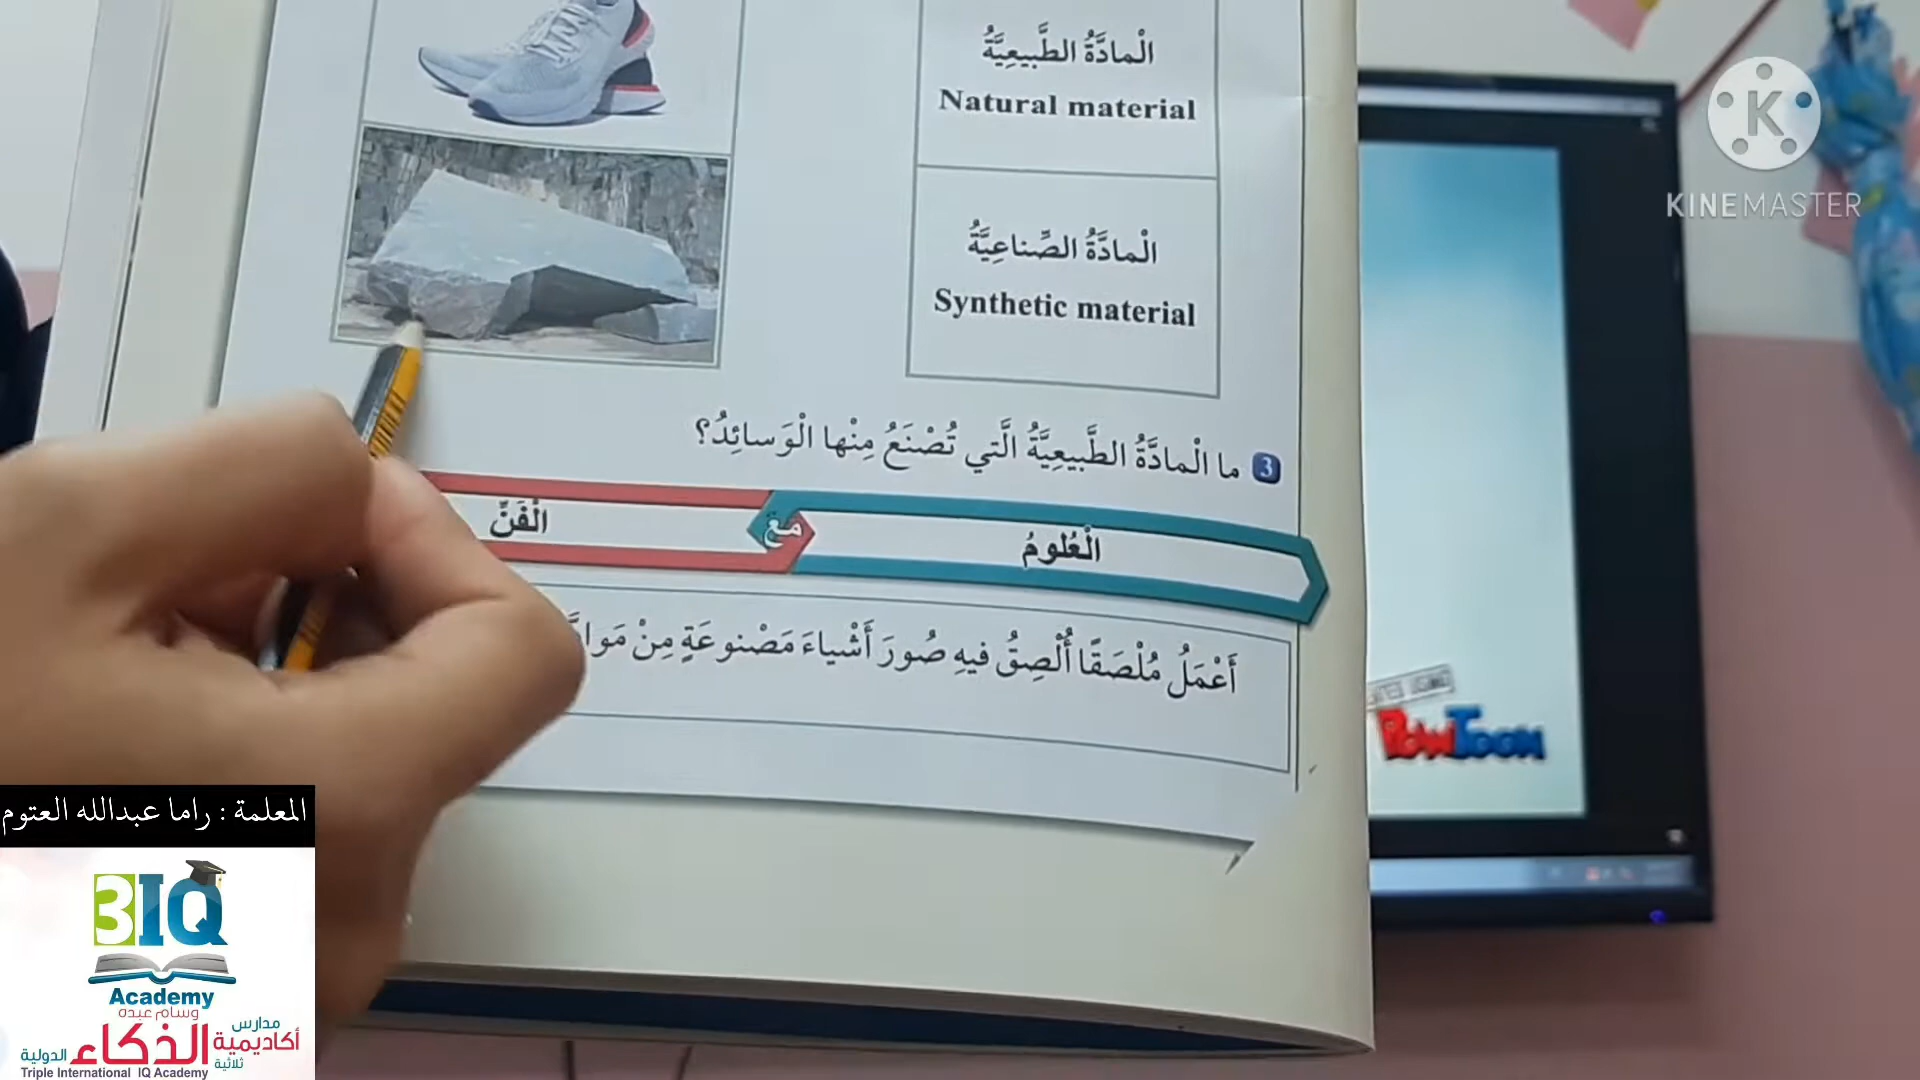 الْمادَّةُ الطَّبيعِيَّةُ
Natural material
الْمادَّةُ الصِّناعِيَّةُ
Synthetic material
3 ما الْمادَّةُ الطَّبيعِيَّةُ الَّتي تُصْنَعُ مِنْها الْوَسائِدُ؟
الْعُلومُ مَعَ الْفَنِّ
أَعْمَلُ مُلْصَقًا أُلْصِقُ فيهِ صُورَ أَشْياءَ مَصْنوعَةٍ مِنْ
K
KINEMASTER
POWTOON
المعلمة : راما عبدالله العتوم
3IQ
Academy
وسام عبده
مدارس
أكاديمية الذكاء الدولية
ثلاثية
Triple International IQ Academy